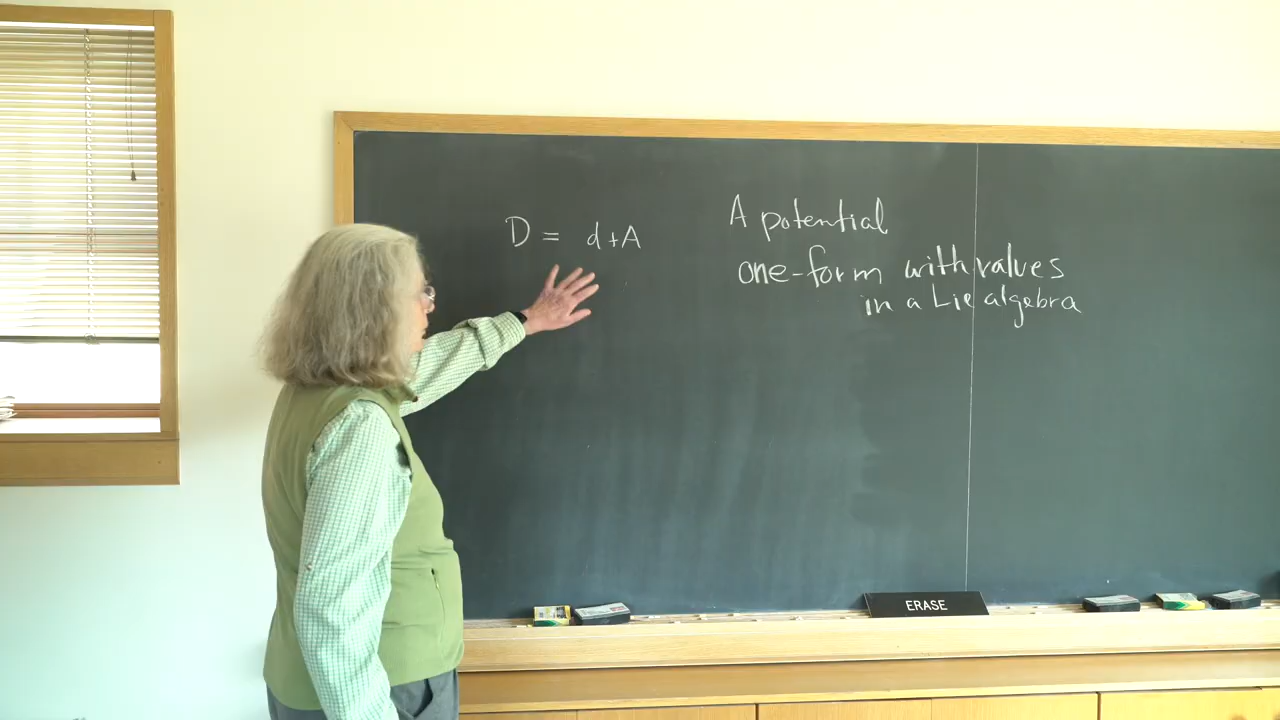 D = d+A
A potential
one-form with values
in a Lie algebra
ERASE